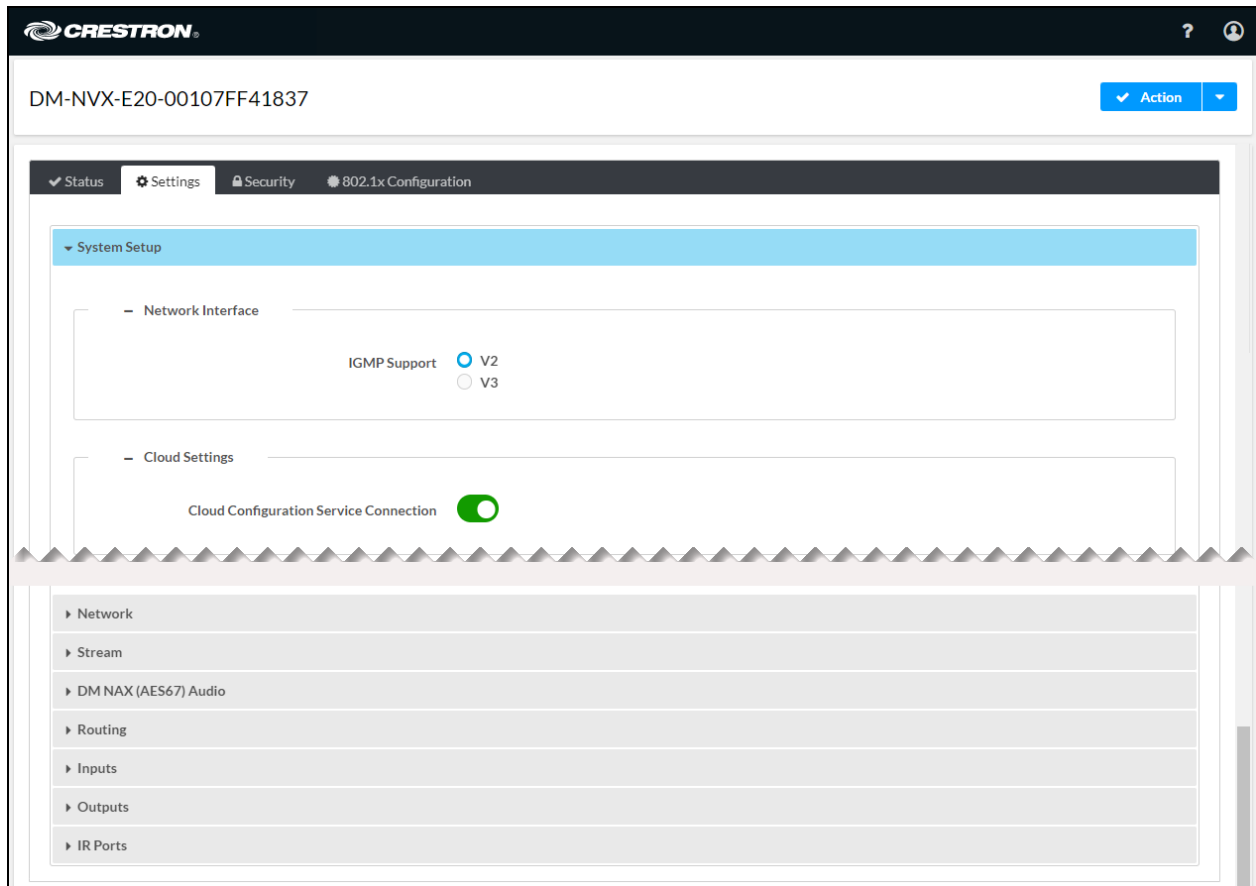 CRESTRON®
?
DM-NVX-E20-00107FF41837
Action
Status Settings Security 802.1x Configuration
System Setup
Network Interface
IGMP Support V2
V3
Cloud Settings
Cloud Configuration Service Connection
Network
Stream
DM NAX (AES67) Audio
Routing
Inputs
Outputs
IR Ports